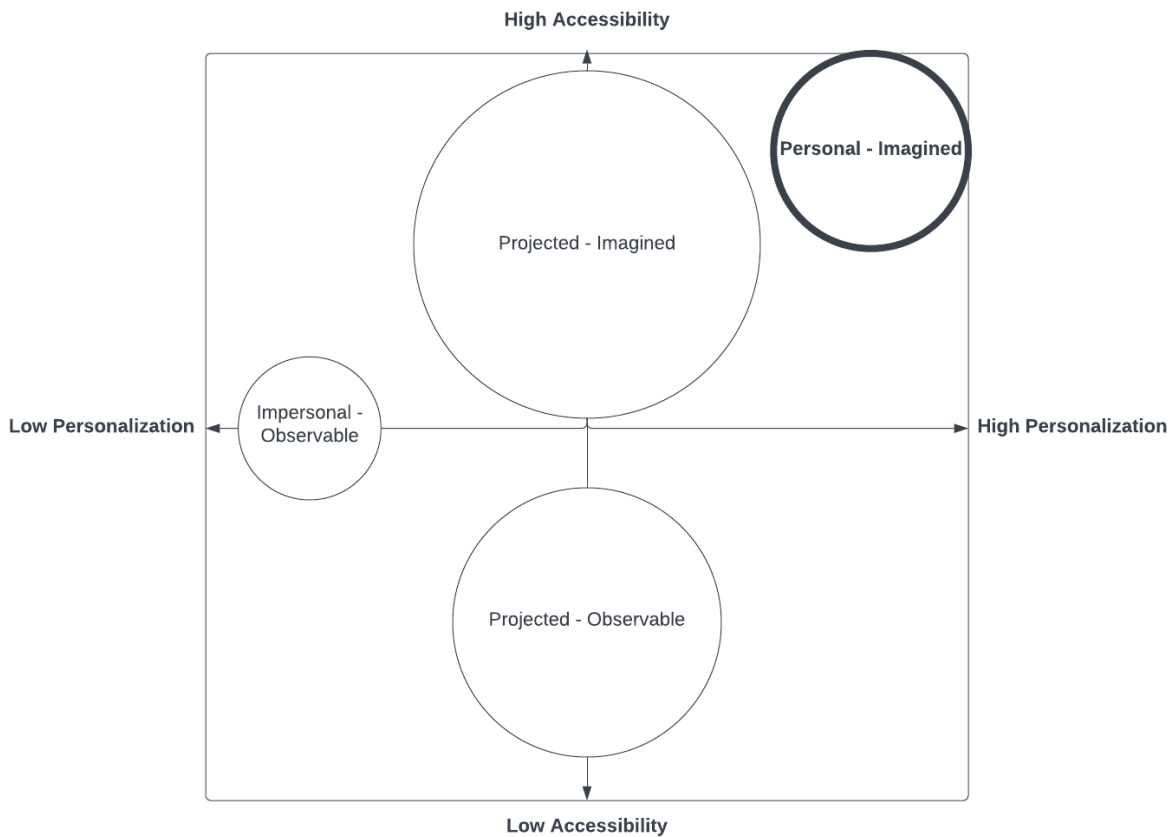 High Accessibility
Personal - Imagined
Projected - Imagined
Impersonal -
Observable
Low Personalization
High Personalization
Projected - Observable
Low Accessibility